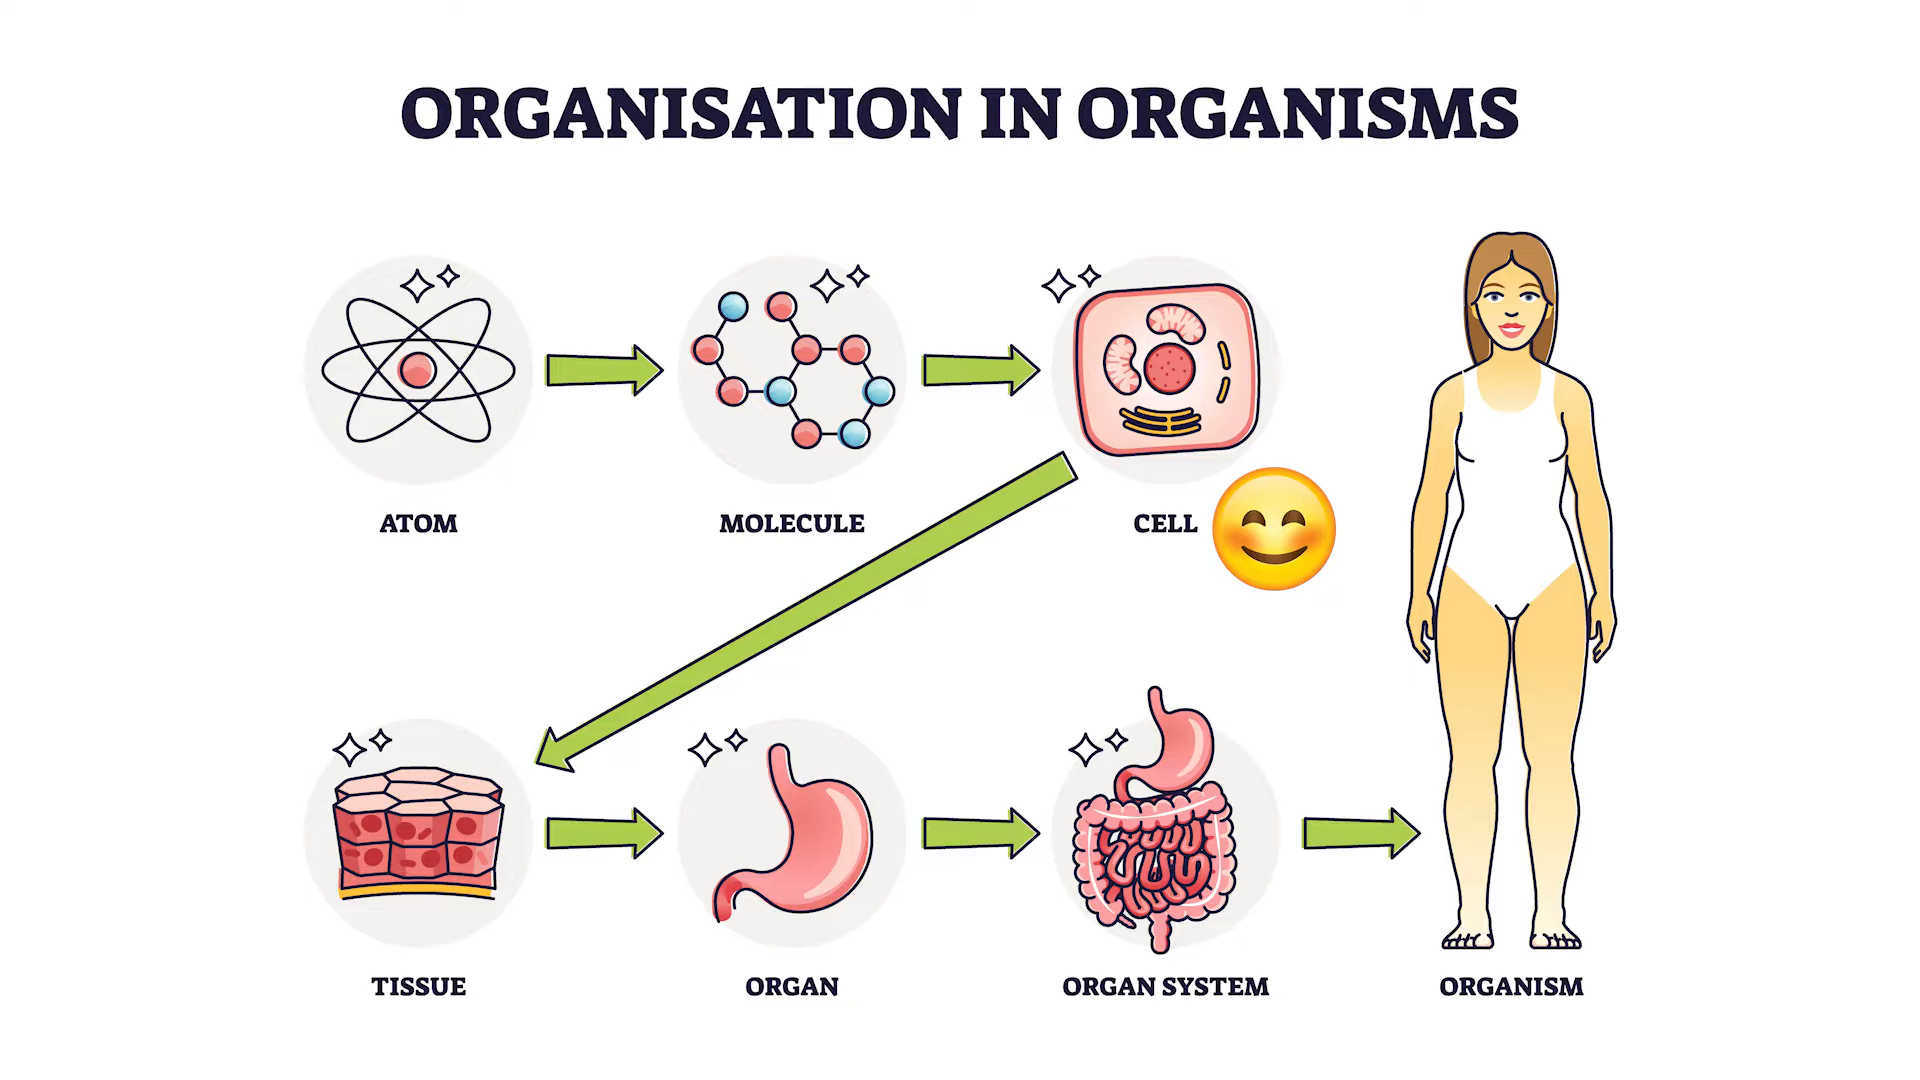 ORGANISATION IN ORGANISMS
ATOM
MOLECULE
CELL
TISSUE
ORGAN
ORGAN SYSTEM
ORGANISM